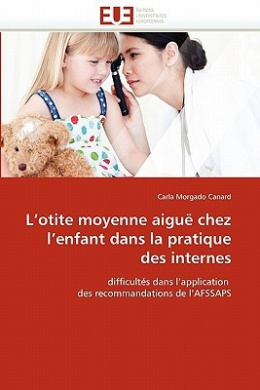 EUE
ÉDITIONS
UNIVERSITAIRES
EUROPÉENNES
Carla Morgado Canard
L'otite moyenne aiguë chez
l'enfant dans la pratique
des internes
difficultés dans l'application
des recommandations de l'AFSSAPS